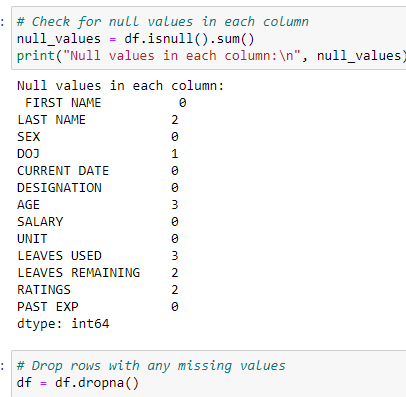 : # Check for null values in each column
null_values = df.isnull().sum()
print("Null values in each column:\n", null_values)
Null values in each column:
 FIRST NAME          0
LAST NAME           2
SEX                 0
DOJ                 1
CURRENT DATE        0
DESIGNATION         0
AGE                 3
SALARY              0
UNIT                0
LEAVES USED         3
LEAVES REMAINING    2
RATINGS             2
PAST EXP            0
dtype: int64
: # Drop rows with any missing values
df = df.dropna()